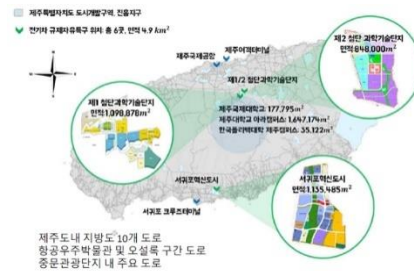 제주특별자치도 도시개발구역, 진흥지구
전기차 규제자유특구 위치: 총 6곳, 면적 4.9 km²
제주국제공항
제주여객터미널
제2 첨단 과학기술단지
면적:848,000m²
1/2 첨단과학기술단지
제1 첨단과학기술단지
면적:1,098,878m²
제주국제대학교: 177,795m²
제주대학교 아라캠퍼스: 1,647,174m²
한국폴리텍대학 제주캠퍼스: 35,122m²
서귀포혁신도시
서귀포혁신도시
면적:1,135,485m²
서귀포 크루즈터미널
제주도내 지방도 10개 도로
항공우주박물관 및 오설록 구간 도로
중문관광단지 내 주요 도로